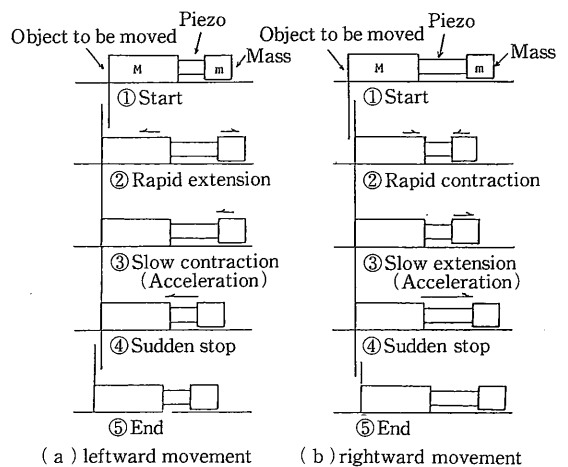 Piezo
Object to be moved
Mass
M
m
①Start
②Rapid extension
③Slow contraction
(Acceleration)
④Sudden stop
⑤End
(a) leftward movement
Piezo
Object to be moved
Mass
M
m
①Start
②Rapid contraction
③Slow extension
(Acceleration)
④Sudden stop
⑤End
(b) rightward movement